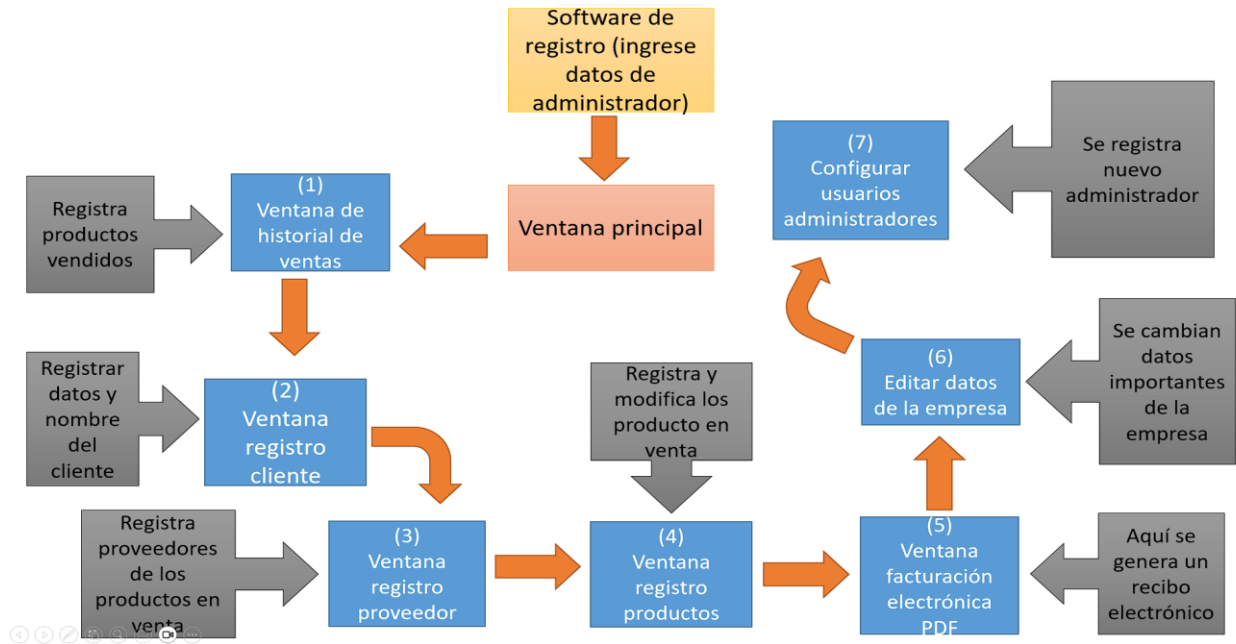 Software de
registro (ingrese
datos de
administrador)
Ventana principal
Registra
productos
vendidos
(1)
Ventana de
historial de
ventas
Registrar
datos y
nombre
del
cliente
(2)
Ventana
registro
cliente
Registra
proveedores
de los
productos en
venta
(3)
Ventana
registro
proveedor
Registra y
modifica los
producto en
venta
(4)
Ventana
registro
productos
(5)
Ventana
facturación
electrónica
PDF
Aquí se
genera un
recibo
electrónico
(6)
Editar datos
de la empresa
Se cambian
datos
importantes
de la
empresa
(7)
Configurar
usuarios
administradores
Se registra
nuevo
administrador